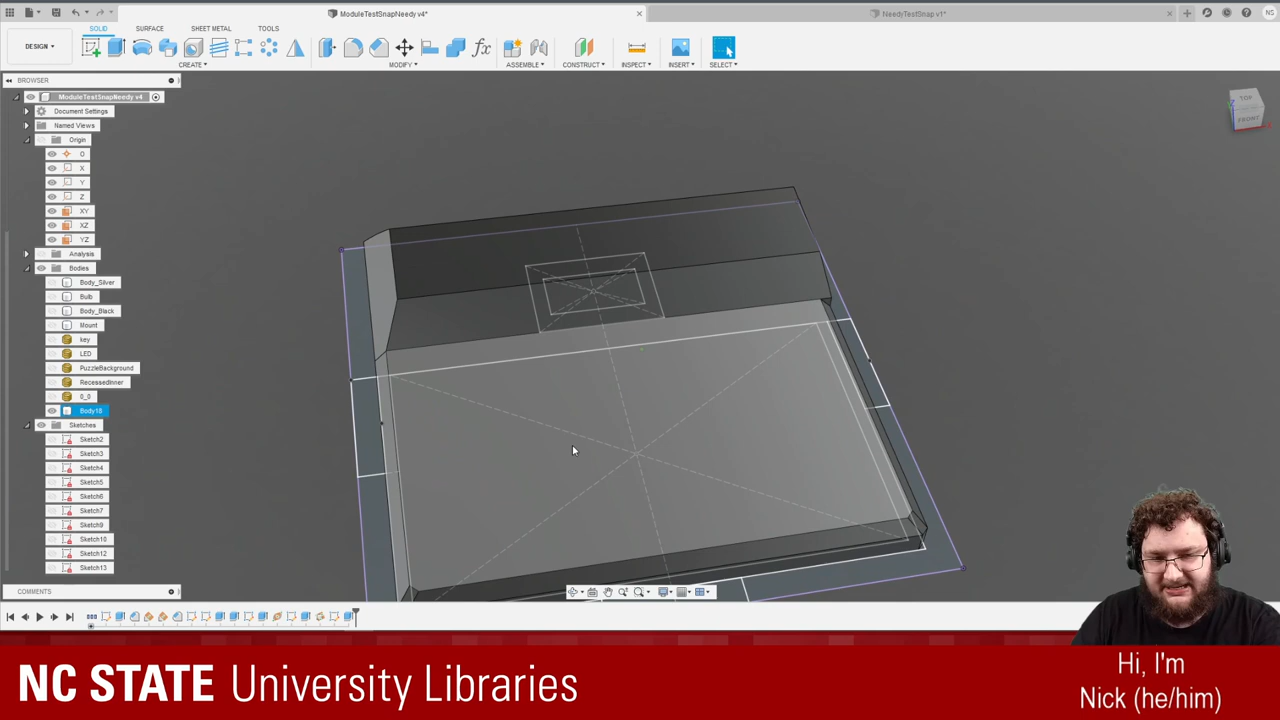 ModuleTestSnapNeedy v4*
NeedyTestSnap v1*
NS
SOLID
SURFACE
SHEET METAL
TOOLS
DESIGN
CREATE
MODIFY
ASSEMBLE
CONSTRUCT
INSPECT
INSERT
SELECT
BROWSER
ModuleTestSnapNeedy v4
Document Settings
Named Views
Origin
O
X
Y
Z
XY
XZ
YZ
Analysis
Bodies
Body_Silver
Bulb
Body_Black
Mount
key
LED
PuzzleBackground
RecessedInner
0_0
Body18
Sketches
Sketch2
Sketch3
Sketch4
Sketch5
Sketch6
Sketch7
Sketch9
Sketch10
Sketch12
Sketch13
COMMENTS
TOP
FRONT
NC STATE University Libraries
Hi, I'm
Nick (he/him)